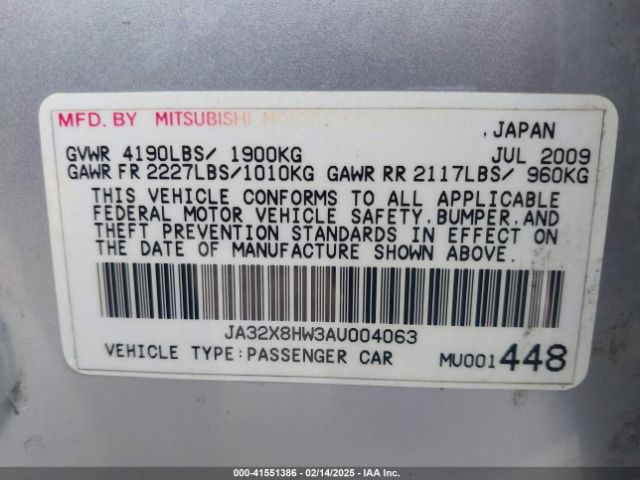 MFD. BY MITSUBISHI MOTORS CORPORATION
, JAPAN
GVWR 4190LBS/ 1900KG JUL 2009
GAWR FR 2227LBS/1010KG GAWR RR 2117LBS/ 960KG
THIS VEHICLE CONFORMS TO ALL APPLICABLE
FEDERAL MOTOR VEHICLE SAFETY, BUMPER, AND
THEFT PREVENTION STANDARDS IN EFFECT ON
THE DATE OF MANUFACTURE SHOWN ABOVE.
JA32X8HW3AU004063
VEHICLE TYPE:PASSENGER CAR MU001448
000-41551386 - 02/14/2025 - IAA, Inc.